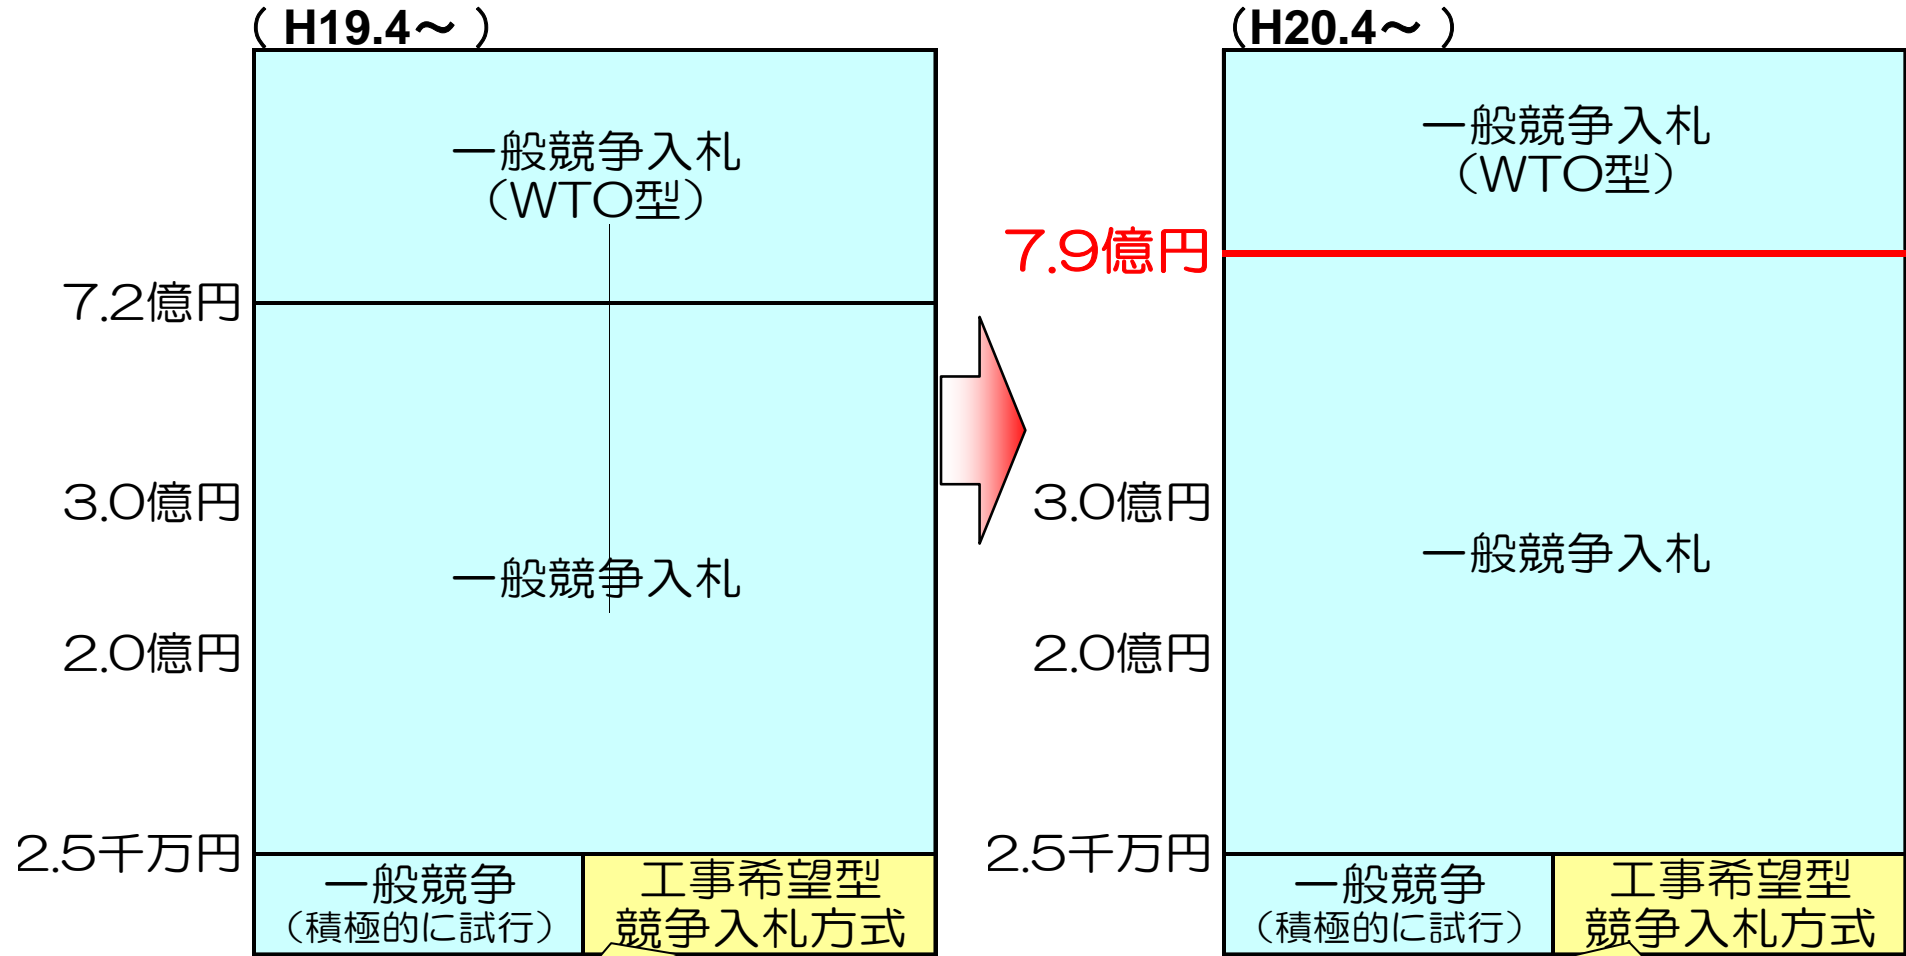 （ H19.4～ ）
一般競争入札
（WTO型）
7.2億円
3.0億円
一般競争入札
2.0億円
2.5千万円
一般競争
（積極的に試行）
工事希望型
競争入札方式
（H20.4～ ）
一般競争入札
（WTO型）
7.9億円
3.0億円
一般競争入札
2.0億円
2.5千万円
一般競争
（積極的に試行）
工事希望型
競争入札方式